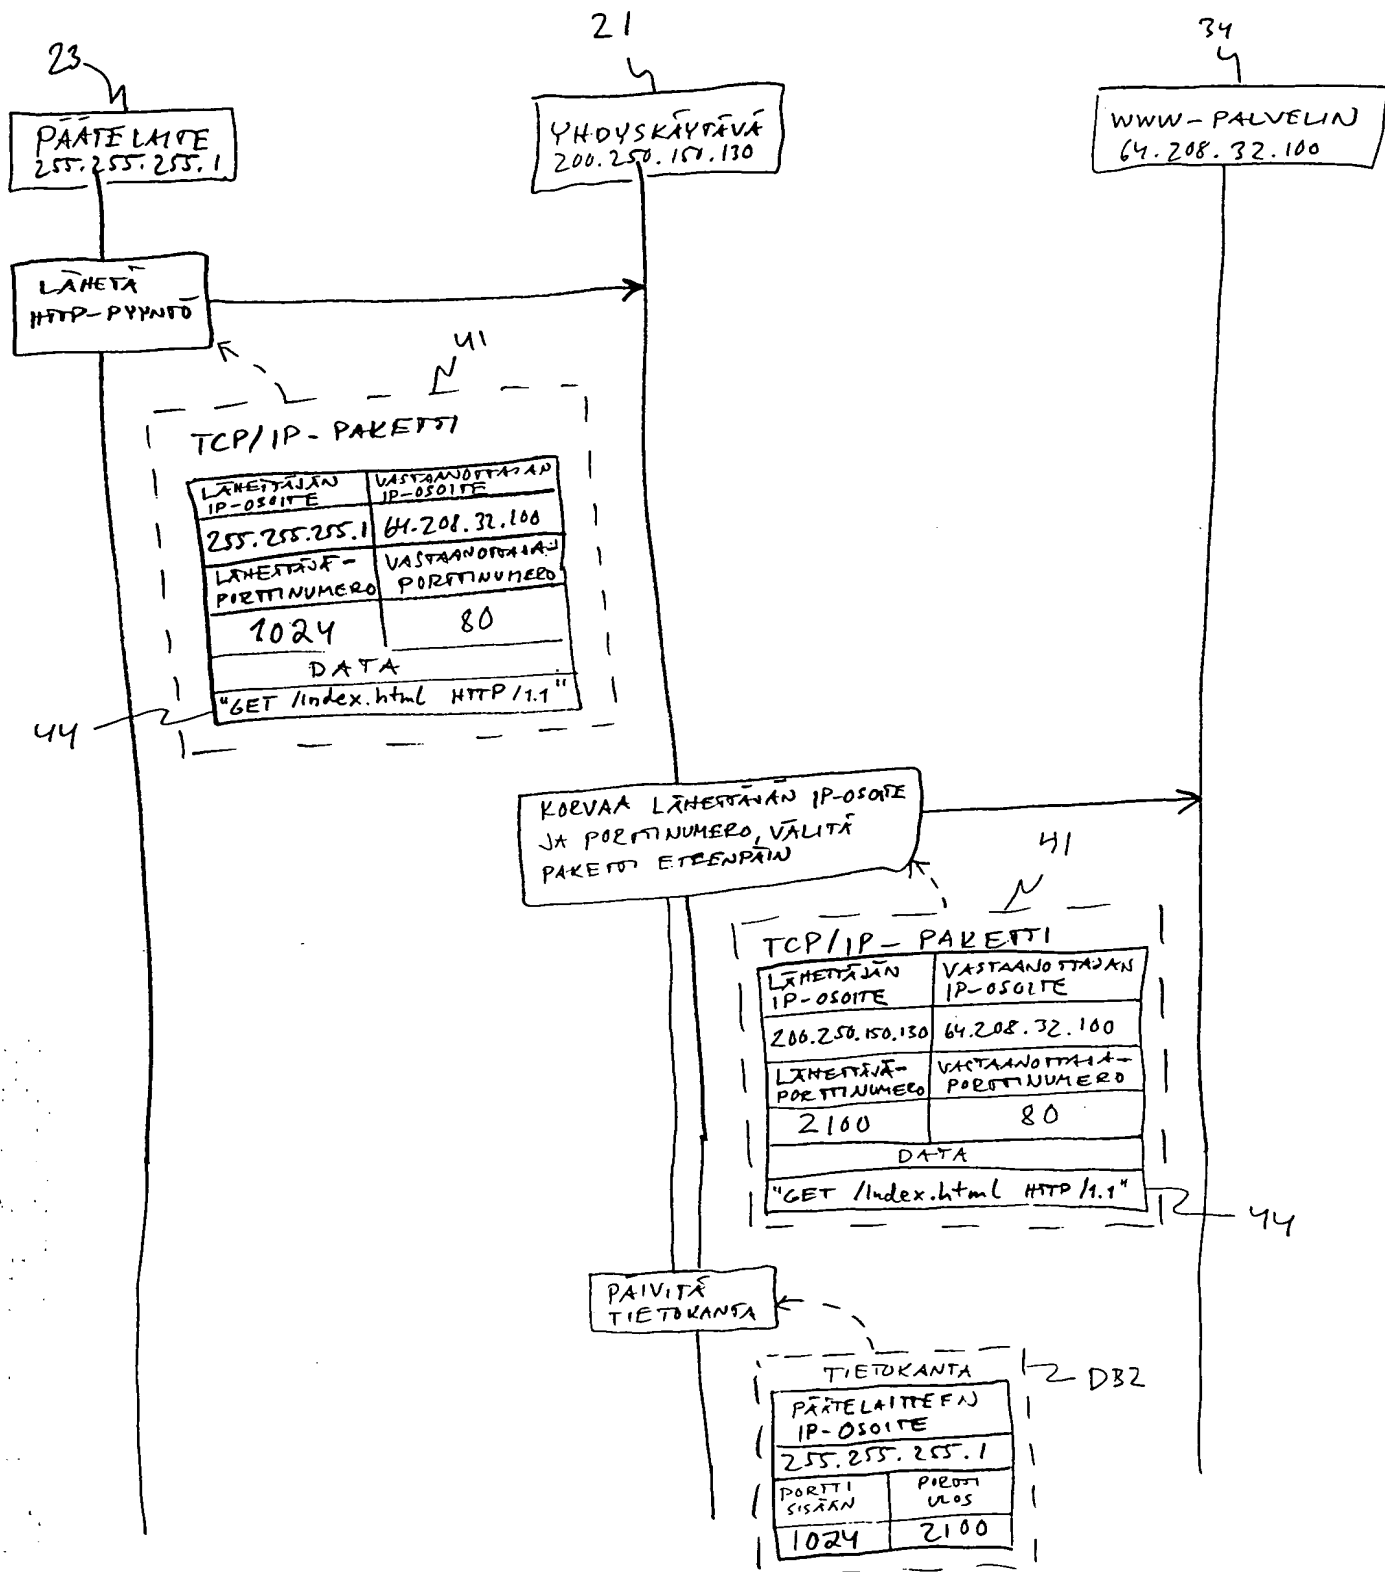 23
21
34
PÄÄTELAITE
255.255.255.1
YHDYSKÄYTÄVÄ
200.250.150.130
WWW-PALVELIN
64.208.32.100
LÄHETÄ
HTTP-PYYNTÖ
41
TCP/IP-PAKETTI
LÄHETTÄJÄN
IP-OSOITE
VASTAANOTTAJAN
IP-OSOITE
255.255.255.1
64.208.32.100
LÄHETTÄJÄ-
PORTTINUMERO
VASTAANOTTAJA-
PORTTINUMERO
1024
80
DATA
"GET /index.html HTTP/1.1"
44
KORVAA LÄHETTÄJÄN IP-OSOITE
JA PORTTINUMERO, VÄLITÄ
PAKETTI ETEENPÄIN
41
TCP/IP-PAKETTI
LÄHETTÄJÄN
IP-OSOITE
VASTAANOTTAJAN
IP-OSOITE
200.250.150.130
64.208.32.100
LÄHETTÄJÄ-
PORTTINUMERO
VASTAANOTTAJA-
PORTTINUMERO
2100
80
DATA
"GET /index.html HTTP/1.1"
44
PÄIVITÄ
TIETOKANTA
TIETOKANTA
DB2
PÄÄTELAITTEEN
IP-OSOITE
255.255.255.1
PORTTI
SISÄÄN
PORTTI
ULOS
1024
2100